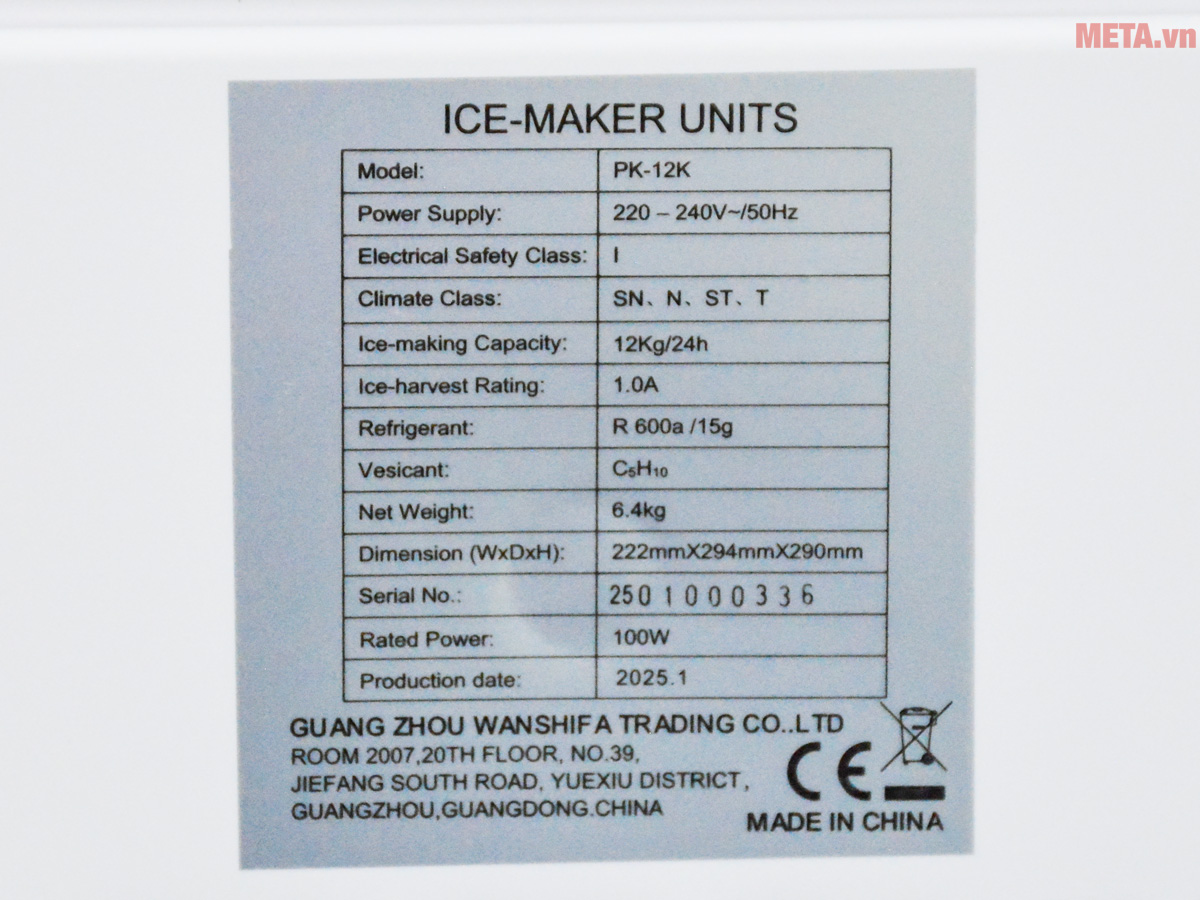 META.vn
ICE-MAKER UNITS
Model: PK-12K
Power Supply: 220 – 240V~/50Hz
Electrical Safety Class: I
Climate Class: SN、N、ST、T
Ice-making Capacity: 12Kg/24h
Ice-harvest Rating: 1.0A
Refrigerant: R 600a /15g
Vesicant: C₅H₁₀
Net Weight: 6.4kg
Dimension (WxDxH): 222mmX294mmX290mm
Serial No.: 2501000336
Rated Power: 100W
Production date: 2025.1
GUANG ZHOU WANSHIFA TRADING CO..LTD
ROOM 2007,20TH FLOOR, NO.39,
JIEFANG SOUTH ROAD, YUEXIU DISTRICT,
GUANGZHOU,GUANGDONG.CHINA
CE
MADE IN CHINA